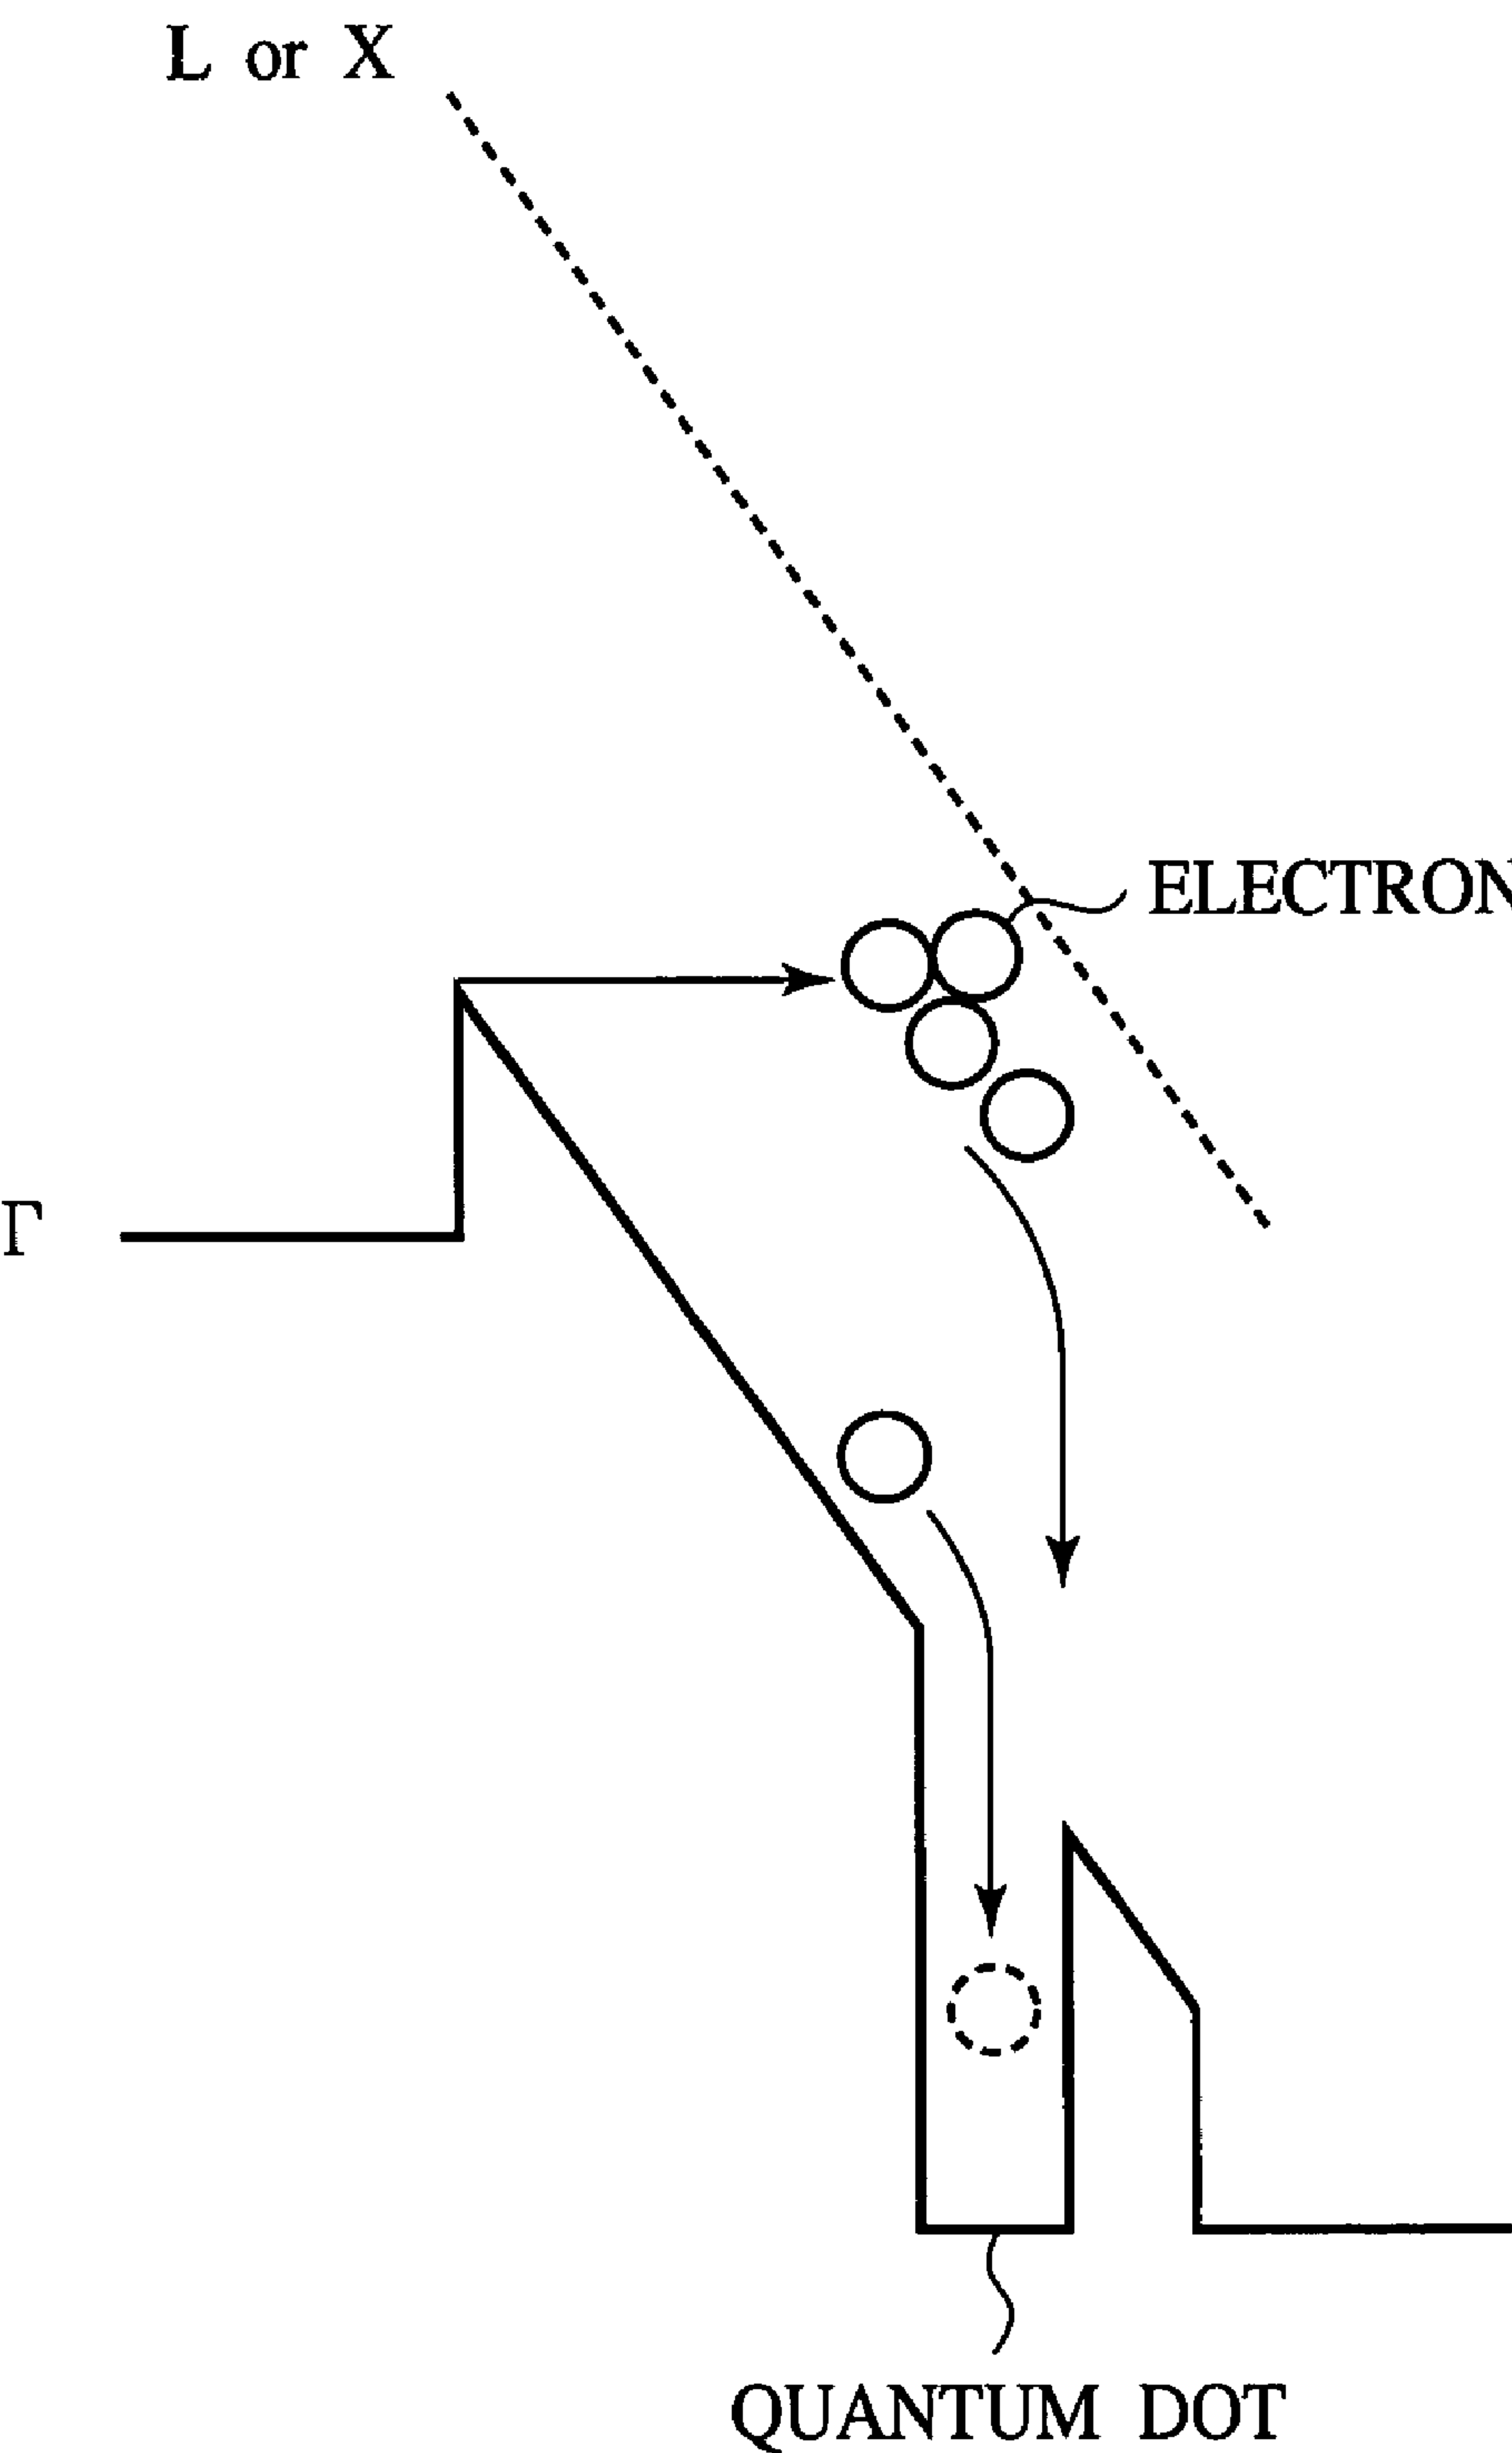 L or X
ELECTRON
Γ
QUANTUM DOT